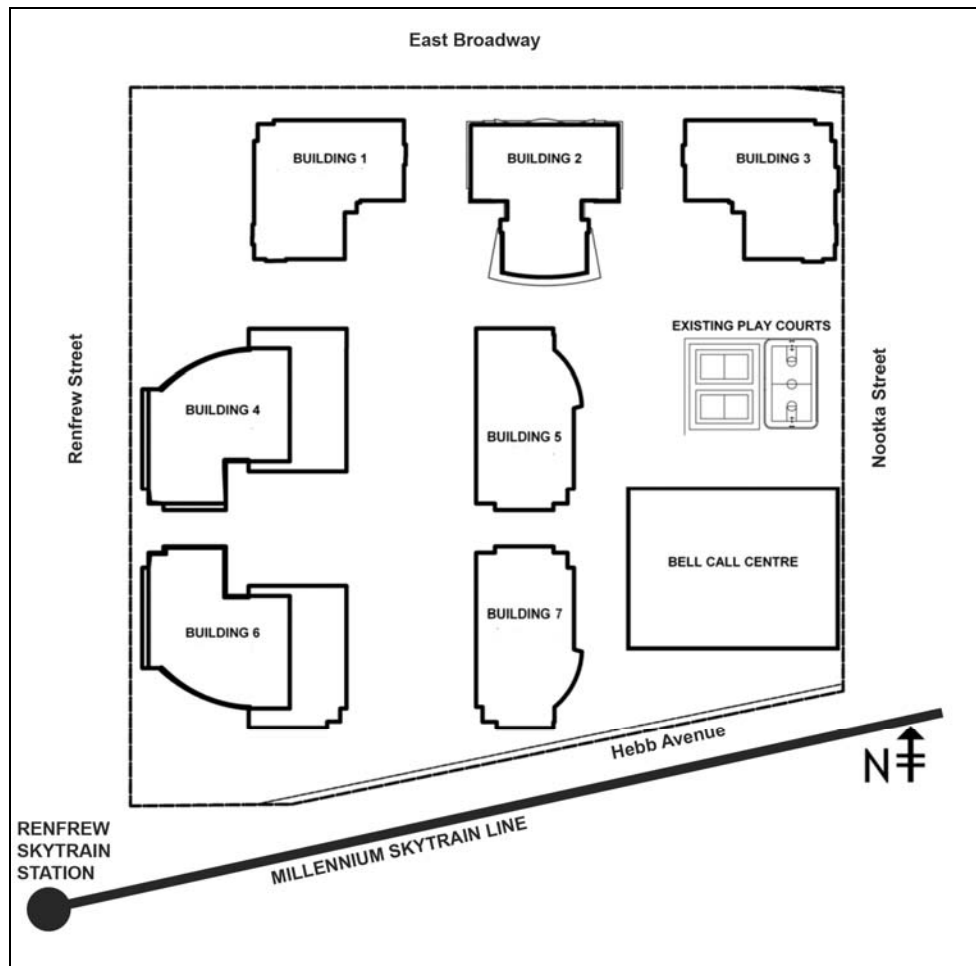 East Broadway
BUILDING 1
BUILDING 2
BUILDING 3
Renfrew Street
EXISTING PLAY COURTS
Nootka Street
BUILDING 4
BUILDING 5
BELL CALL CENTRE
BUILDING 6
BUILDING 7
Hebb Avenue
N
RENFREW
SKYTRAIN
STATION
MILLENNIUM SKYTRAIN LINE